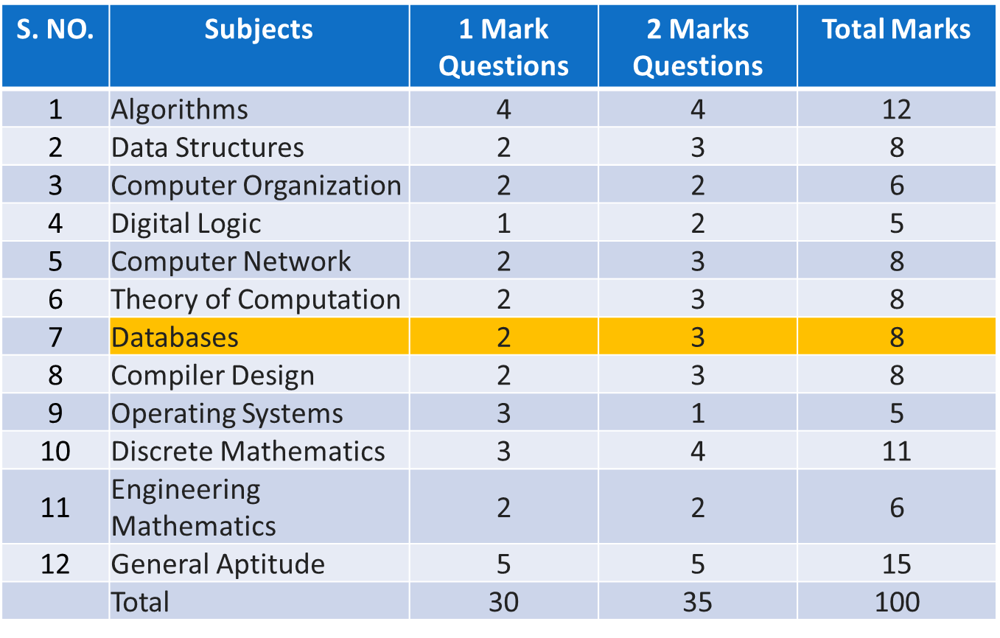 S. NO. Subjects 1 Mark Questions 2 Marks Questions Total Marks
1 Algorithms 4 4 12
2 Data Structures 2 3 8
3 Computer Organization 2 2 6
4 Digital Logic 1 2 5
5 Computer Network 2 3 8
6 Theory of Computation 2 3 8
7 Databases 2 3 8
8 Compiler Design 2 3 8
9 Operating Systems 3 1 5
10 Discrete Mathematics 3 4 11
11 Engineering Mathematics 2 2 6
12 General Aptitude 5 5 15
Total 30 35 100